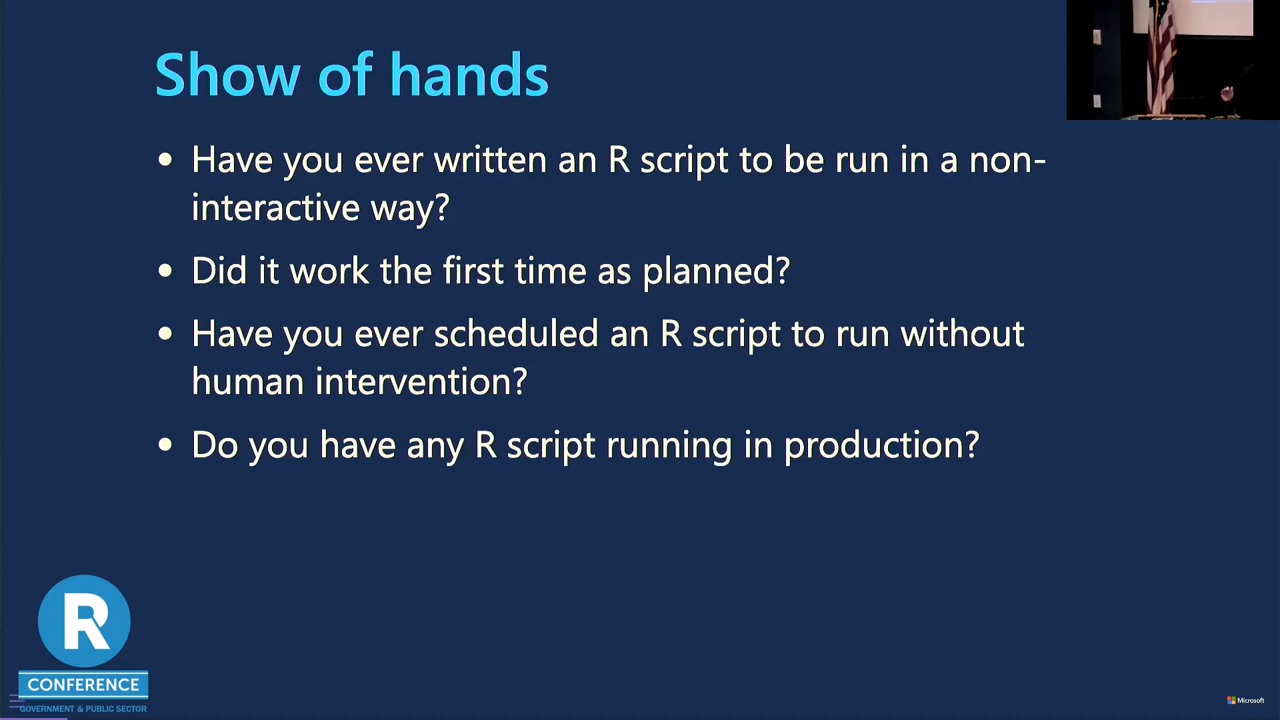 Show of hands
• Have you ever written an R script to be run in a non-
interactive way?
• Did it work the first time as planned?
• Have you ever scheduled an R script to run without
human intervention?
• Do you have any R script running in production?
R
CONFERENCE
GOVERNMENT & PUBLIC SECTOR
Microsoft